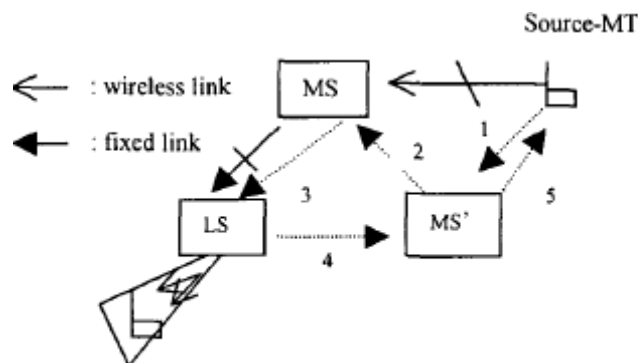 Source-MT
: wireless link
MS
: fixed link
1
2
3
5
LS
MS’
4